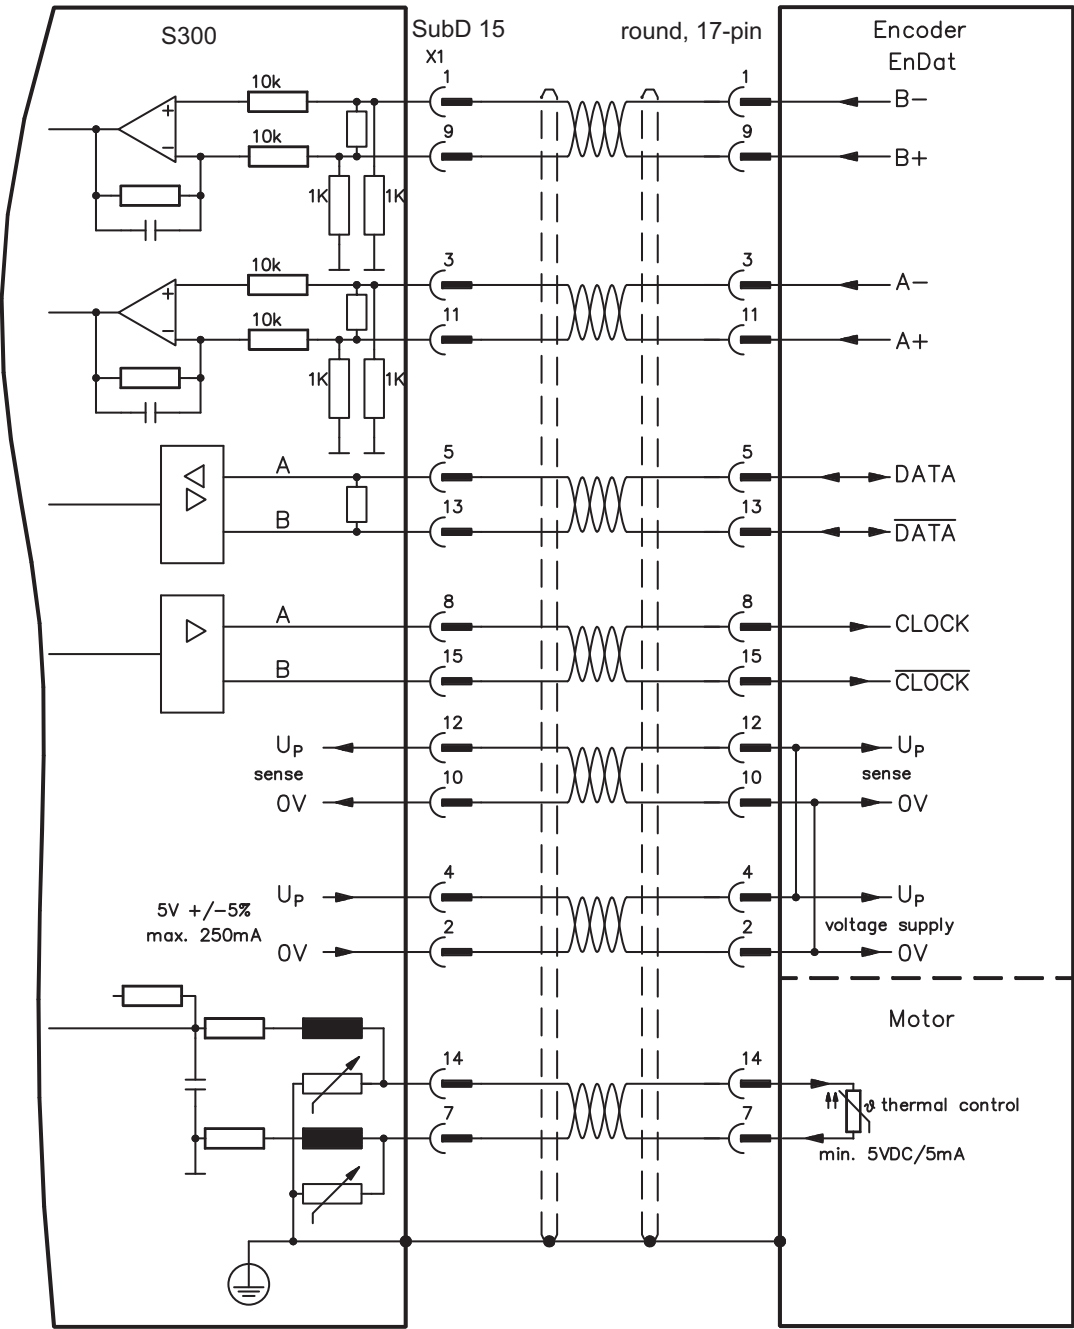 S300
SubD 15
round, 17-pin
Encoder
EnDat
X1
10k
1
1
B−
+
10k
9
9
B+
−
1K
1K
10k
3
3
A−
+
10k
11
11
A+
−
1K
1K
A
5
5
DATA
B
13
13
D̅A̅T̅A̅
A
8
8
CLOCK
B
15
15
C̅L̅O̅C̅K̅
UP
12
12
UP
sense
sense
0V
10
10
0V
UP
4
4
UP
5V +/−5%
max. 250mA
voltage supply
0V
2
2
0V
Motor
14
14
ϑ thermal control
7
7
min. 5VDC/5mA